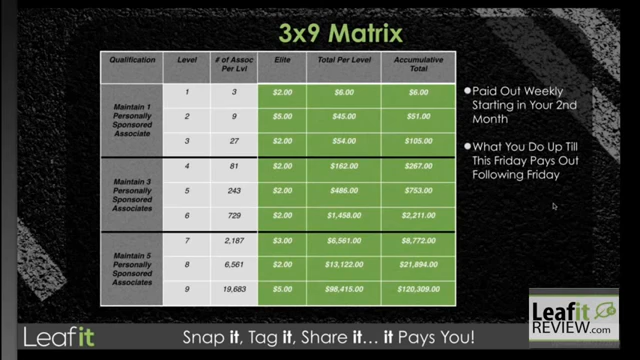 3x9 Matrix
Qualification Level # of Assoc Per Lvl Elite Total Per Level Accumulative Total
Maintain 1 Personally Sponsored Associate
1 3 $2.00 $6.00 $6.00
2 9 $5.00 $45.00 $51.00
3 27 $2.00 $54.00 $105.00
Maintain 3 Personally Sponsored Associates
4 81 $2.00 $162.00 $267.00
5 243 $2.00 $486.00 $753.00
6 729 $2.00 $1,458.00 $2,211.00
Maintain 5 Personally Sponsored Associates
7 2,187 $3.00 $6,561.00 $8,772.00
8 6,561 $2.00 $13,122.00 $21,894.00
9 19,683 $5.00 $98,415.00 $120,309.00
Paid Out Weekly
Starting in Your 2nd
Month
What You Do Up Till
This Friday Pays Out
Following Friday
Leafit
REVIEW.com
Leafit
Snap it, Tag it, Share it... it Pays You!